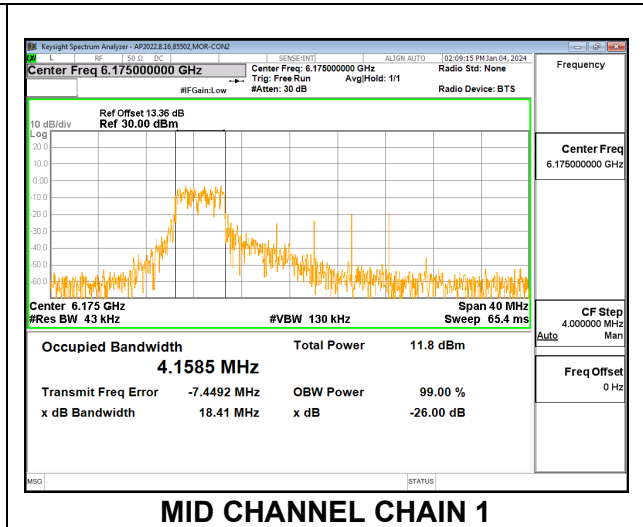 Keysight Spectrum Analyzer - AP2022.8.16,85502,MOR-CON2
L RF 50 Ω DC SENSE:INT ALIGN AUTO 02:09:15 PM Jan 04, 2024
Center Freq 6.175000000 GHz
Center Freq: 6.175000000 GHz
Radio Std: None
Trig: Free Run Avg|Hold: 1/1
#IFGain:Low
#Atten: 30 dB
Radio Device: BTS
Frequency
Ref Offset 13.36 dB
10 dB/div Ref 30.00 dBm
Log
20.0
10.0
0.00
-10.0
-20.0
-30.0
-40.0
-50.0
-60.0
Center Freq
6.175000000 GHz
Center 6.175 GHz Span 40 MHz
#Res BW 43 kHz #VBW 130 kHz Sweep 65.4 ms
CF Step
4.000000 MHz
Auto Man
Freq Offset
0 Hz
Occupied Bandwidth Total Power 11.8 dBm
4.1585 MHz
Transmit Freq Error -7.4492 MHz OBW Power 99.00 %
x dB Bandwidth 18.41 MHz x dB -26.00 dB
MSG STATUS
MID CHANNEL CHAIN 1